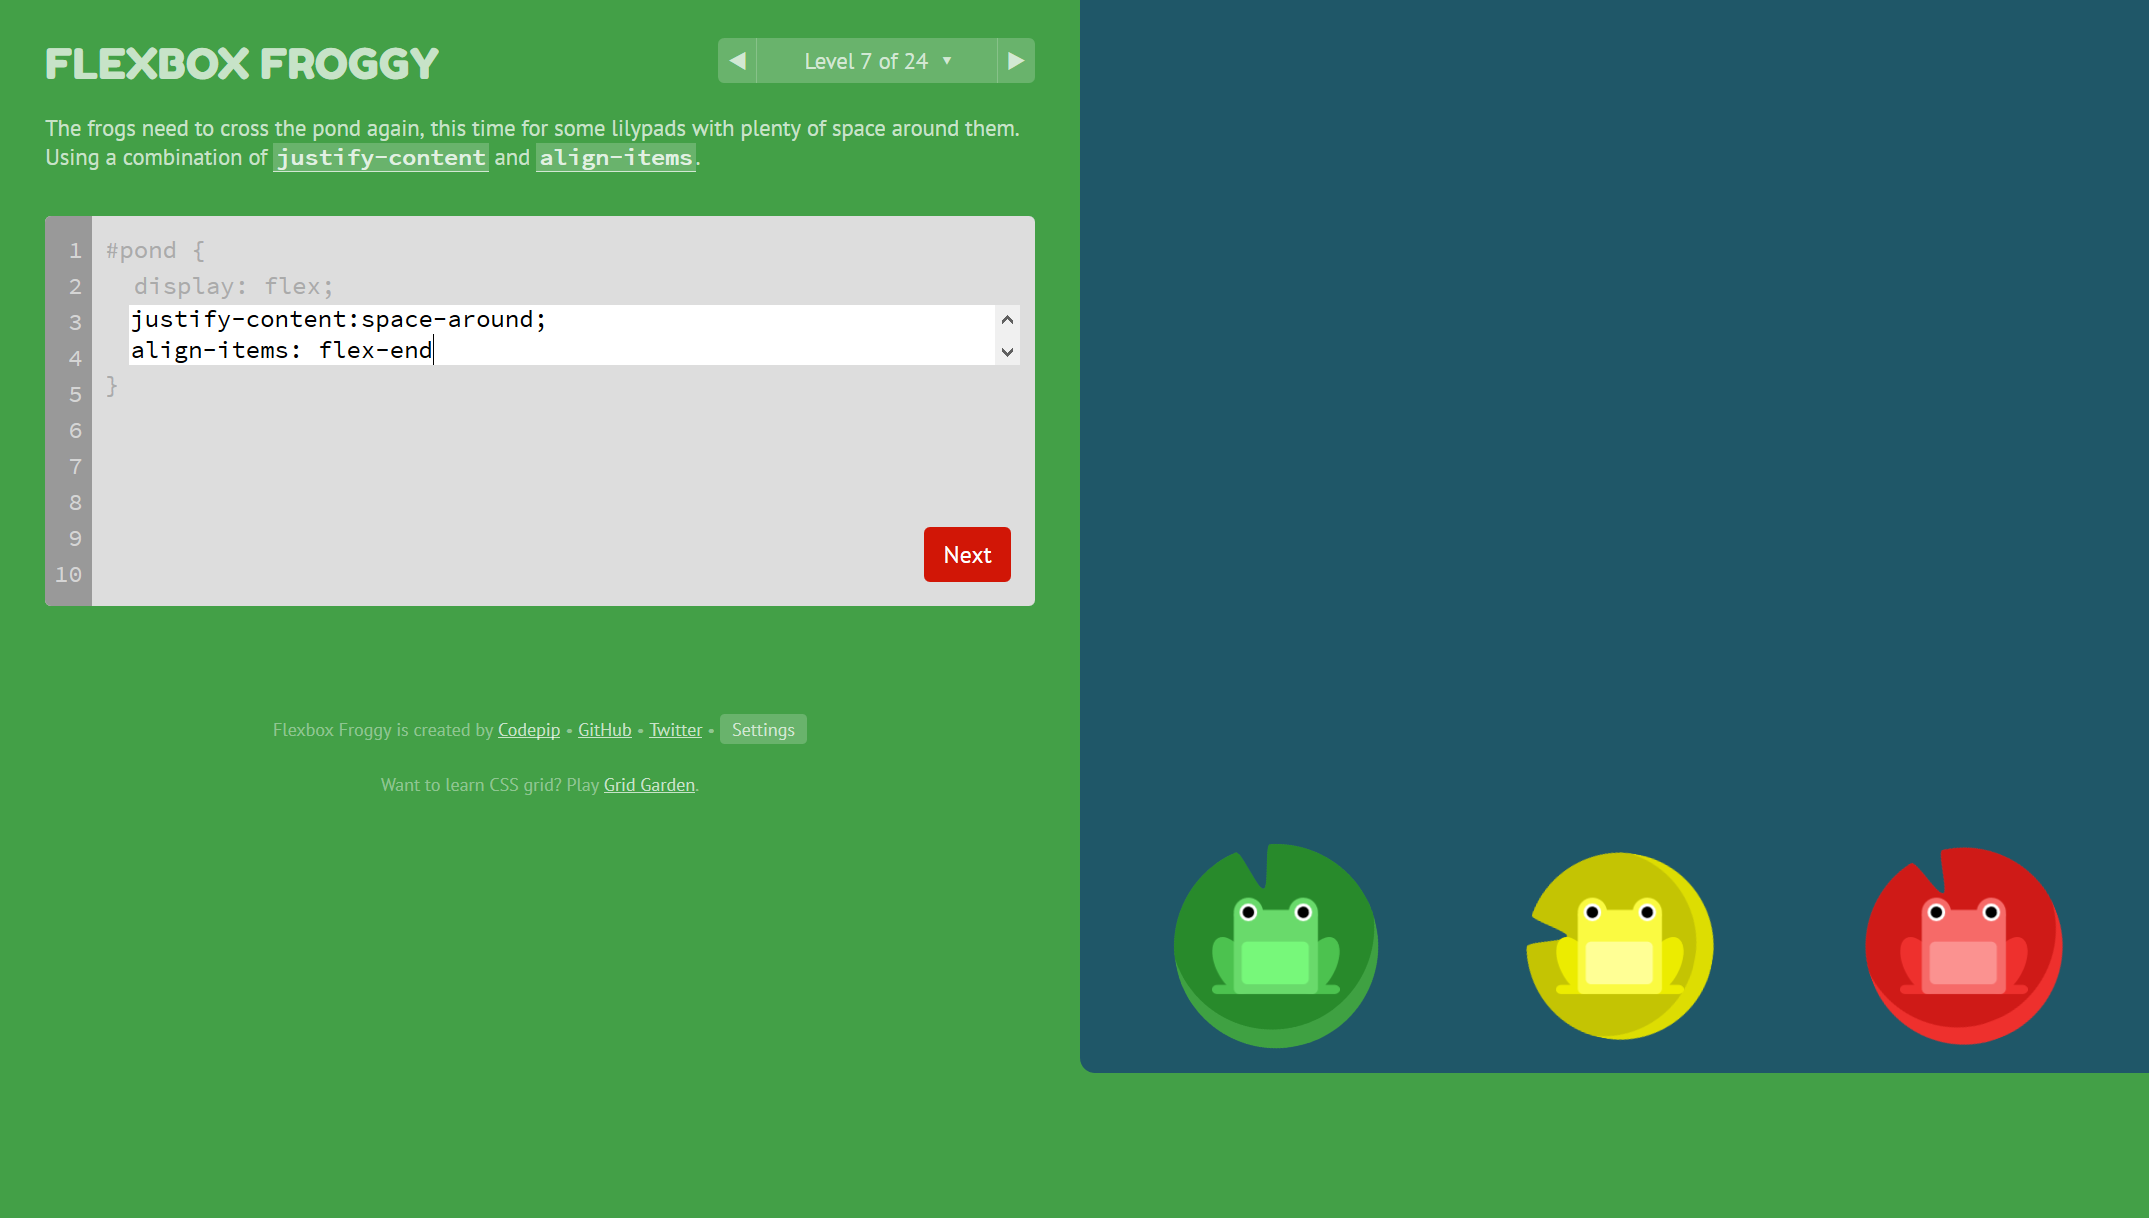 FLEXBOX FROGGY
◀ Level 7 of 24 ▼ ▶
The frogs need to cross the pond again, this time for some lilypads with plenty of space around them.
Using a combination of justify-content and align-items.
1 #pond {
2 display: flex;
3 justify-content:space-around;
4 align-items: flex-end
5 }
6
7
8
9
10
Next
Flexbox Froggy is created by Codepip • GitHub • Twitter • Settings
Want to learn CSS grid? Play Grid Garden.